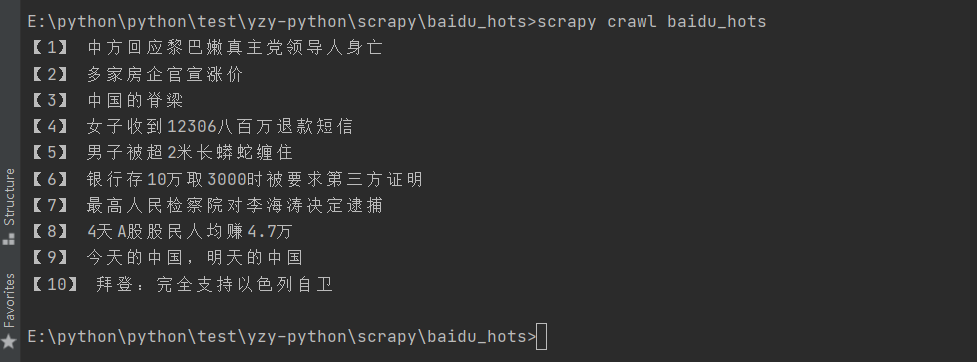 E:\python\python\test\yzy-python\scrapy\baidu_hots>scrapy crawl baidu_hots
【1】 中方回应黎巴嫩真主党领导人身亡
【2】 多家房企官宣涨价
【3】 中国的脊梁
【4】 女子收到12306八百万退款短信
【5】 男子被超2米长蟒蛇缠住
【6】 银行存10万取3000时被要求第三方证明
【7】 最高人民检察院对李海涛决定逮捕
【8】 4天A股股民人均赚4.7万
【9】 今天的中国，明天的中国
【10】 拜登：完全支持以色列自卫
E:\python\python\test\yzy-python\scrapy\baidu_hots>
Structure
Favorites